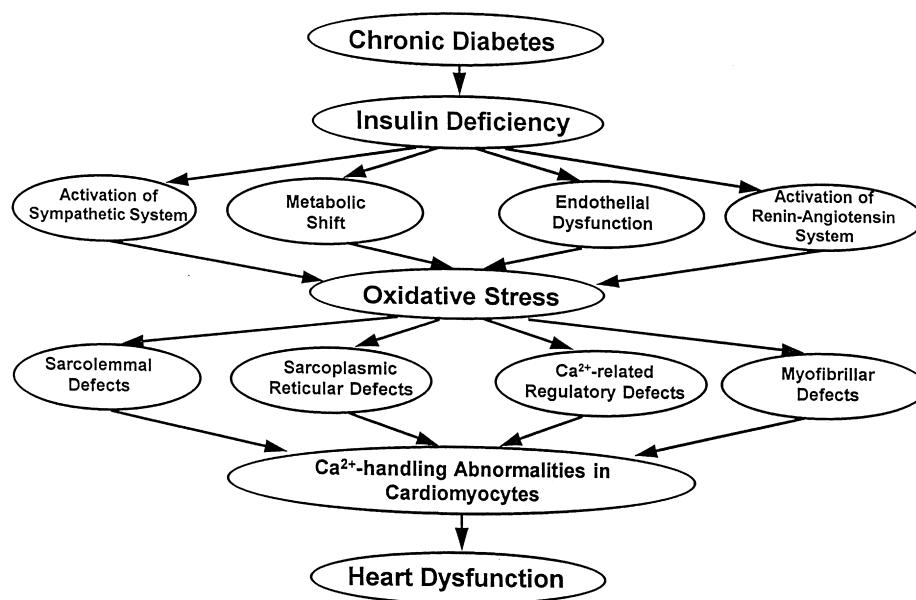 Chronic Diabetes
Insulin Deficiency
Activation of
Sympathetic System
Metabolic
Shift
Endothelial
Dysfunction
Activation of
Renin-Angiotensin
System
Oxidative Stress
Sarcolemmal
Defects
Sarcoplasmic
Reticular Defects
Ca²⁺-related
Regulatory Defects
Myofibrillar
Defects
Ca²⁺-handling Abnormalities in
Cardiomyocytes
Heart Dysfunction